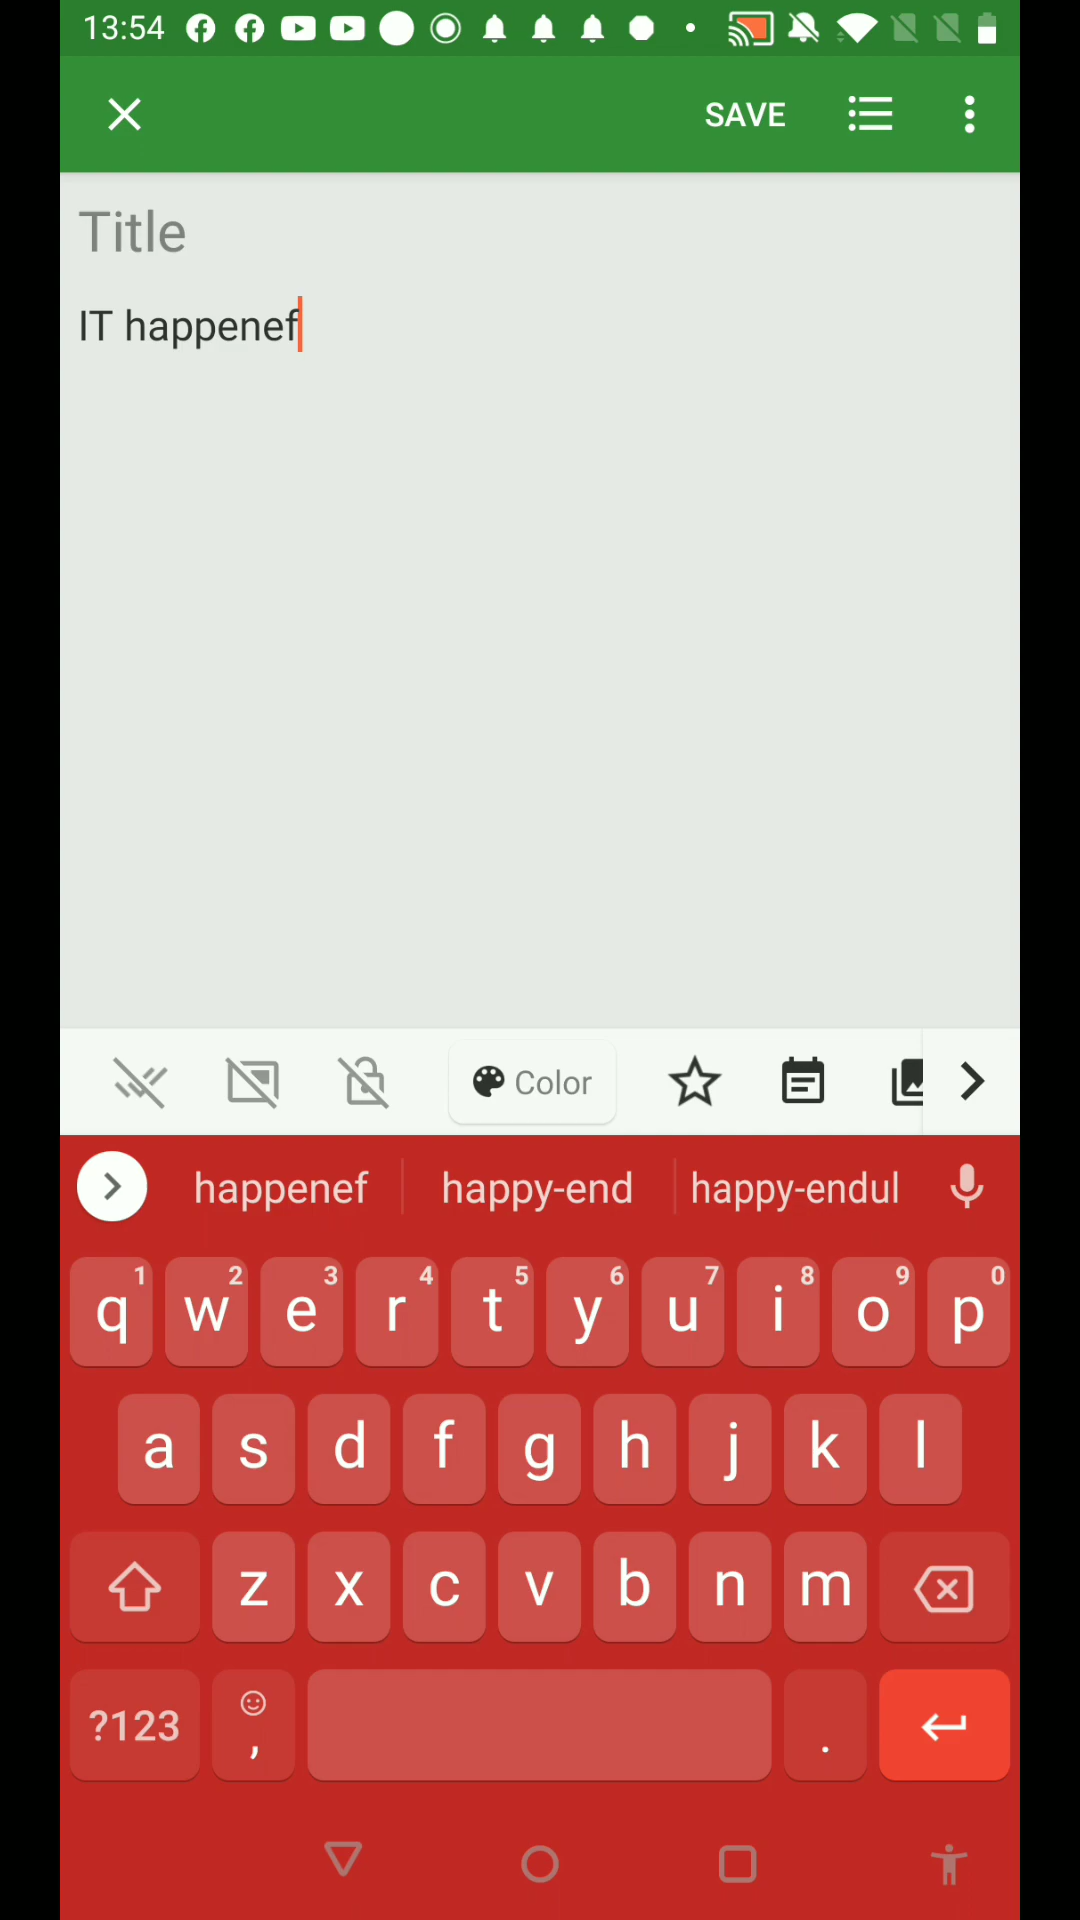 13:54
SAVE
Title
IT happenef
Color
happenef happy-end happy-endul
q 1 w 2 e 3 r 4 t 5 y 6 u 7 i 8 o 9 p 0
a s d f g h j k l
z x c v b n m
?123 , .